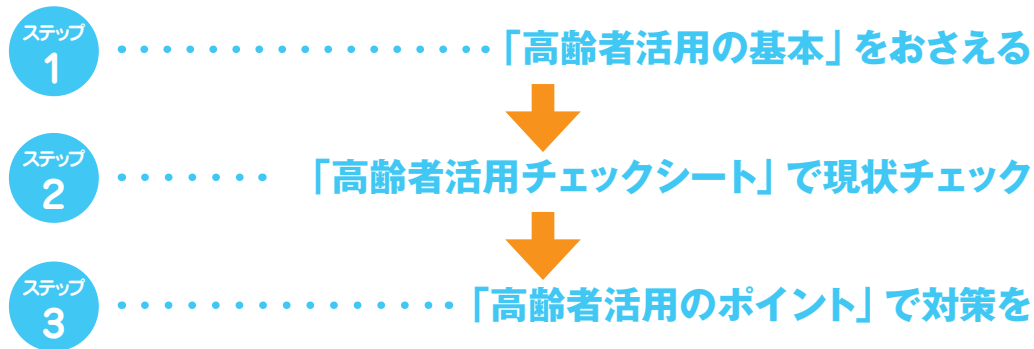 ステップ
1
「高齢者活用の基本」をおさえる
ステップ
2
「高齢者活用チェックシート」で現状チェック
ステップ
3
「高齢者活用のポイント」で対策を